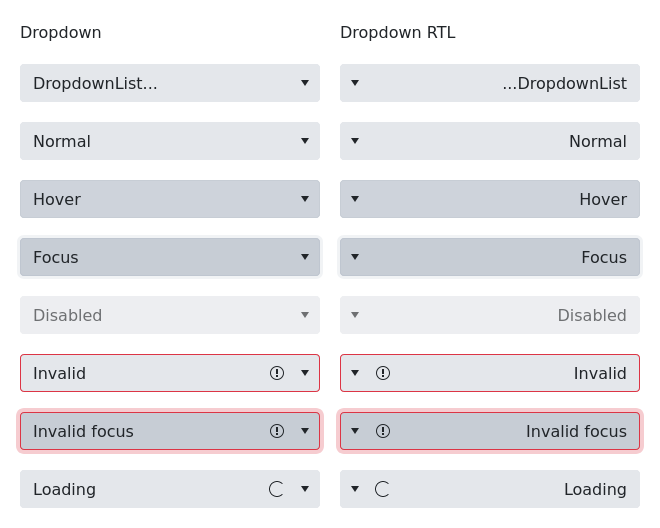 Dropdown
DropdownList...
Normal
Hover
Focus
Disabled
Invalid
Invalid focus
Loading
Dropdown RTL
...DropdownList
Normal
Hover
Focus
Disabled
Invalid
Invalid focus
Loading